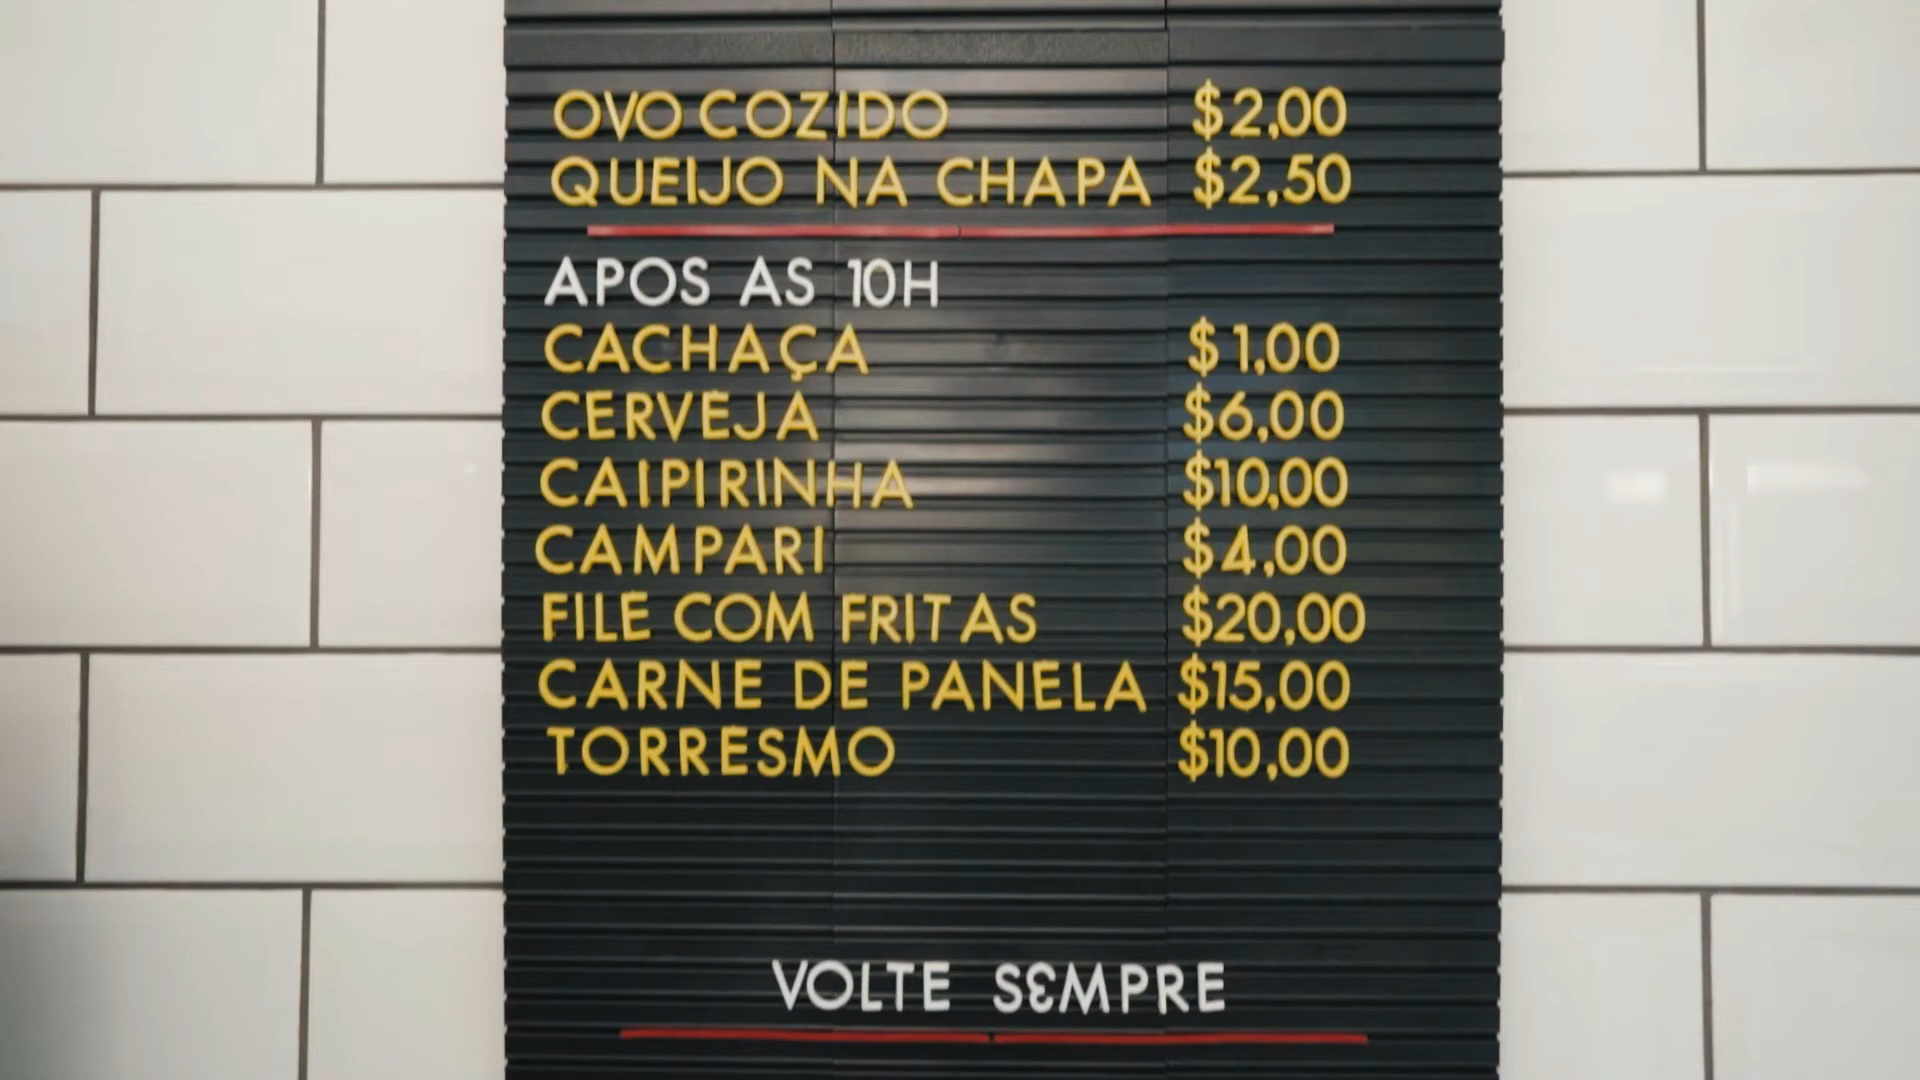 OVO COZIDO $2,00
QUEIJO NA CHAPA $2,50
APOS AS 10H
CACHAÇA $1,00
CERVEJA $6,00
CAIPIRINHA $10,00
CAMPARI $4,00
FILE COM FRITAS $20,00
CARNE DE PANELA $15,00
TORRESMO $10,00
VOLTE SEMPRE